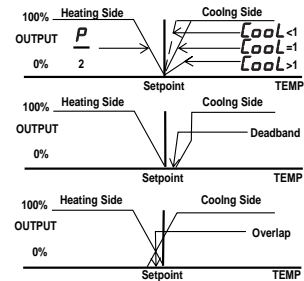 100% Heating Side Coolng Side
OUTPUT P CooL<1
CooL=1
0% 2 CooL>1
Setpoint TEMP
100% Heating Side Coolng Side
OUTPUT
Deadband
0%
Setpoint TEMP
100% Heating Side Coolng Side
OUTPUT
Overlap
0%
Setpoint TEMP